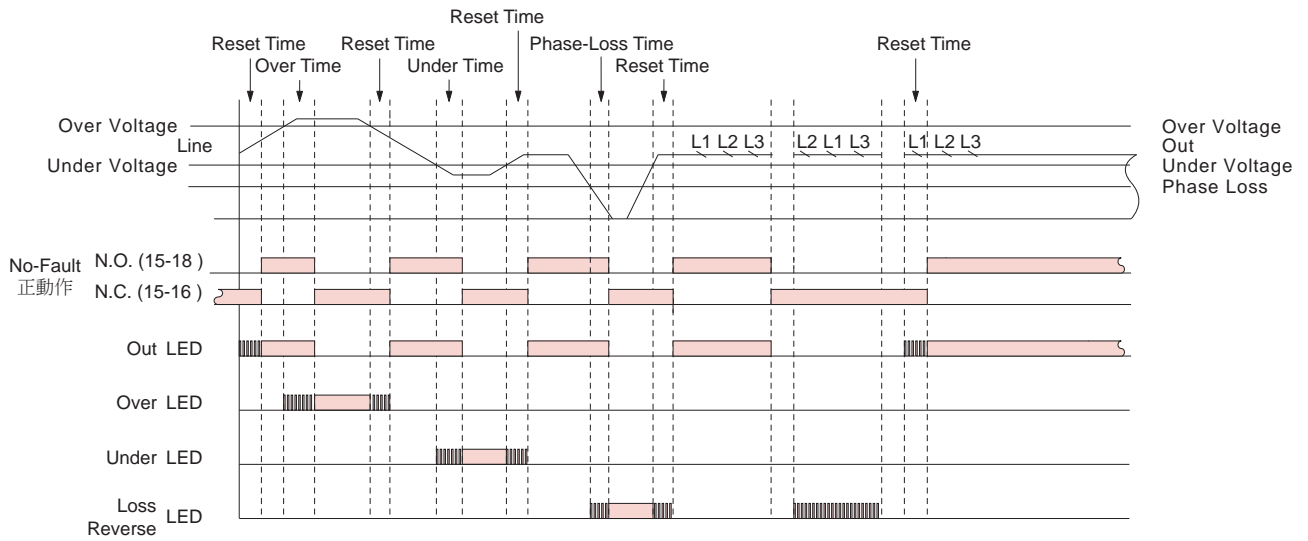 Reset Time
Reset Time Reset Time Phase-Loss Time Reset Time
Over Time Under Time Reset Time
Over Voltage Over Voltage
Line L1 L2 L3 L2 L1 L3 L1 L2 L3 Out
Under Voltage Under Voltage
Phase Loss
No-Fault N.O. (15-18 )
正動作 N.C. (15-16 )
Out LED
Over LED
Under LED
Loss
Reverse LED